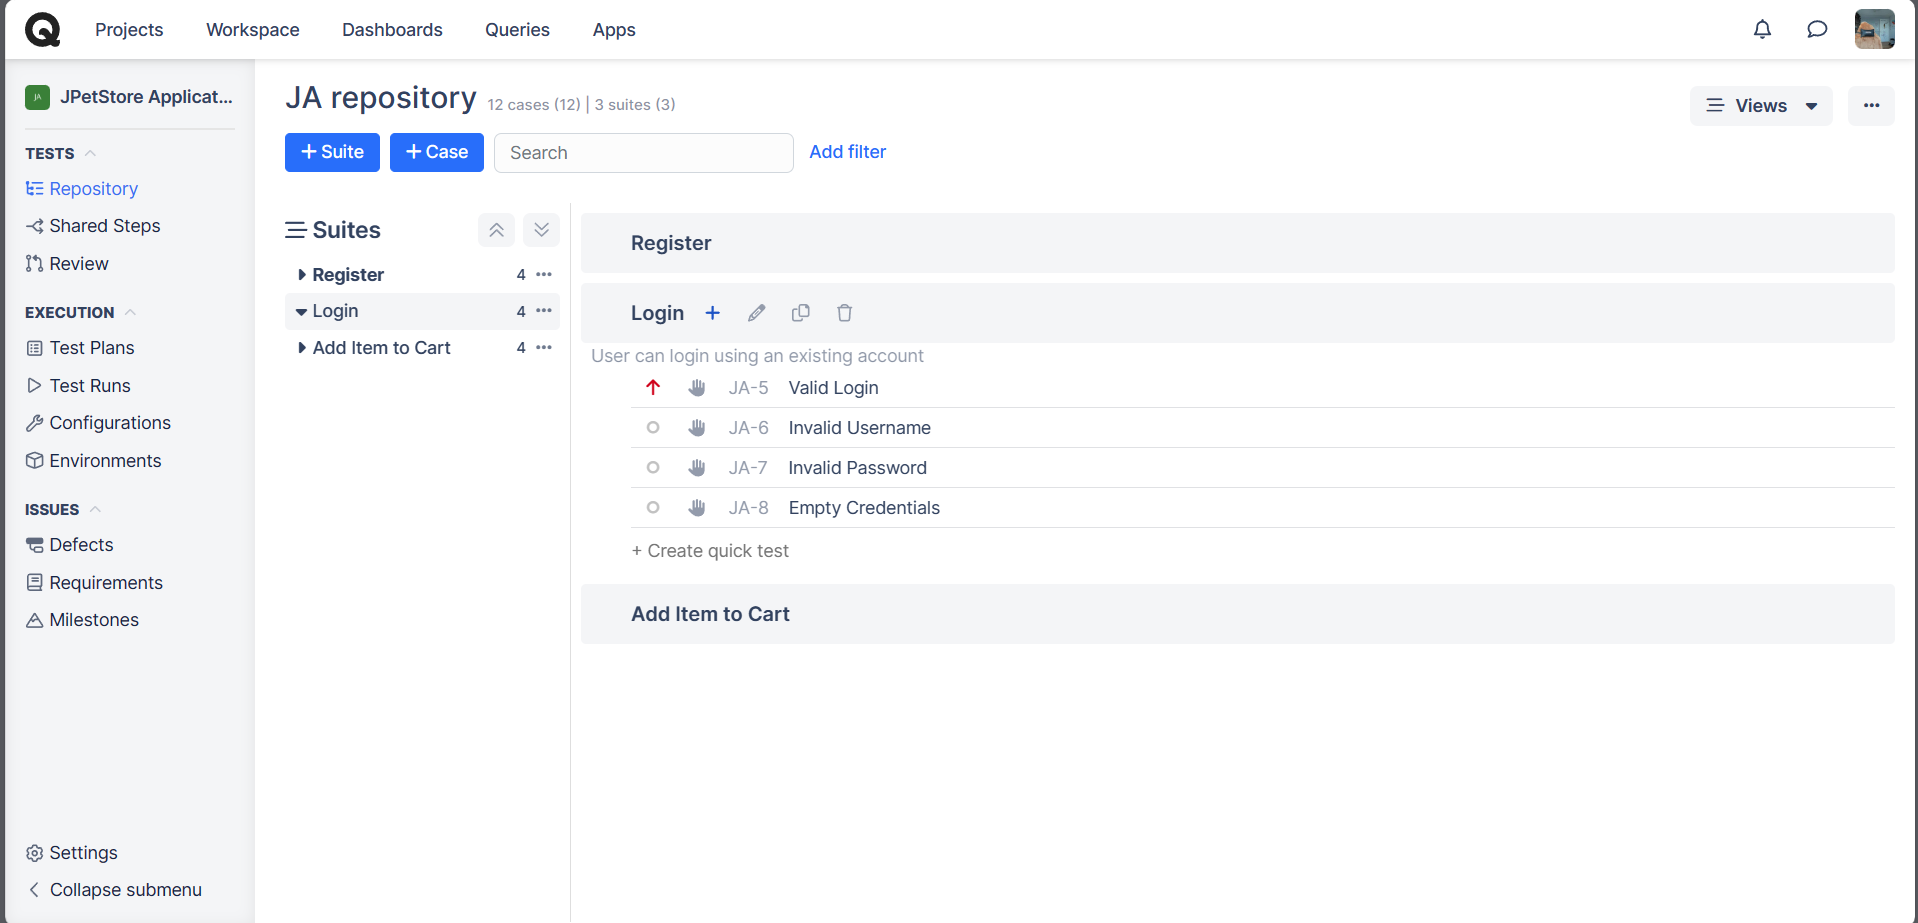 Projects Workspace Dashboards Queries Apps
JA JPetStore Applicat...
TESTS
Repository
Shared Steps
Review
EXECUTION
Test Plans
Test Runs
Configurations
Environments
ISSUES
Defects
Requirements
Milestones
Settings
Collapse submenu
JA repository 12 cases (12) | 3 suites (3)
Views
+ Suite + Case Search Add filter
Suites
Register 4
Login 4
Add Item to Cart 4
Register
Login
User can login using an existing account
JA-5 Valid Login
JA-6 Invalid Username
JA-7 Invalid Password
JA-8 Empty Credentials
+ Create quick test
Add Item to Cart